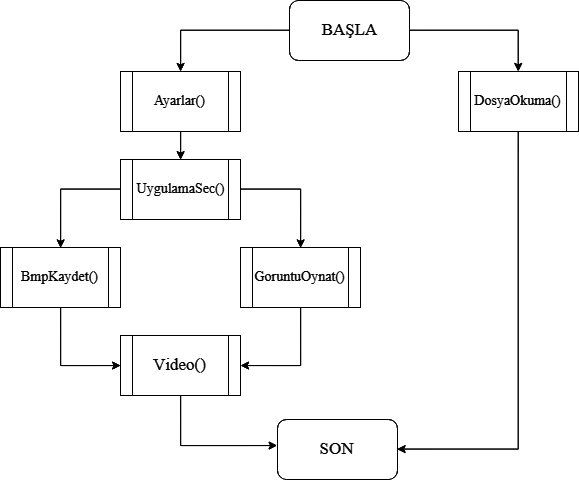 BAŞLA
Ayarlar()
DosyaOkuma()
UygulamaSec()
BmpKaydet()
GoruntuOynat()
Video()
SON